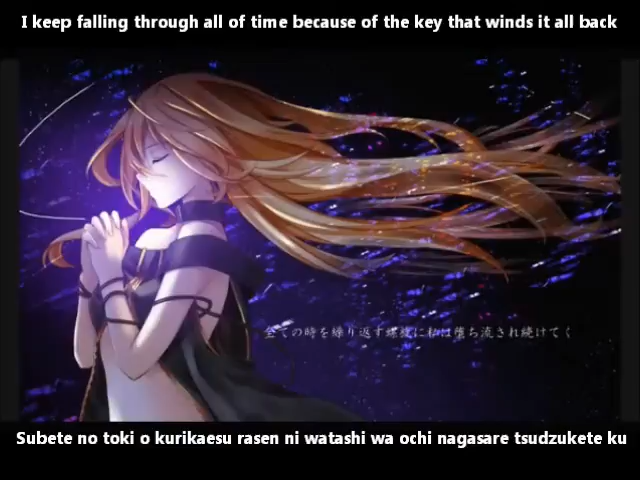 I keep falling through all of time because of the key that winds it all back
全ての時を繰り返す螺旋に私は堕ち流され続けてく
Subete no toki o kurikaesu rasen ni watashi wa ochi nagasare tsudzukete ku